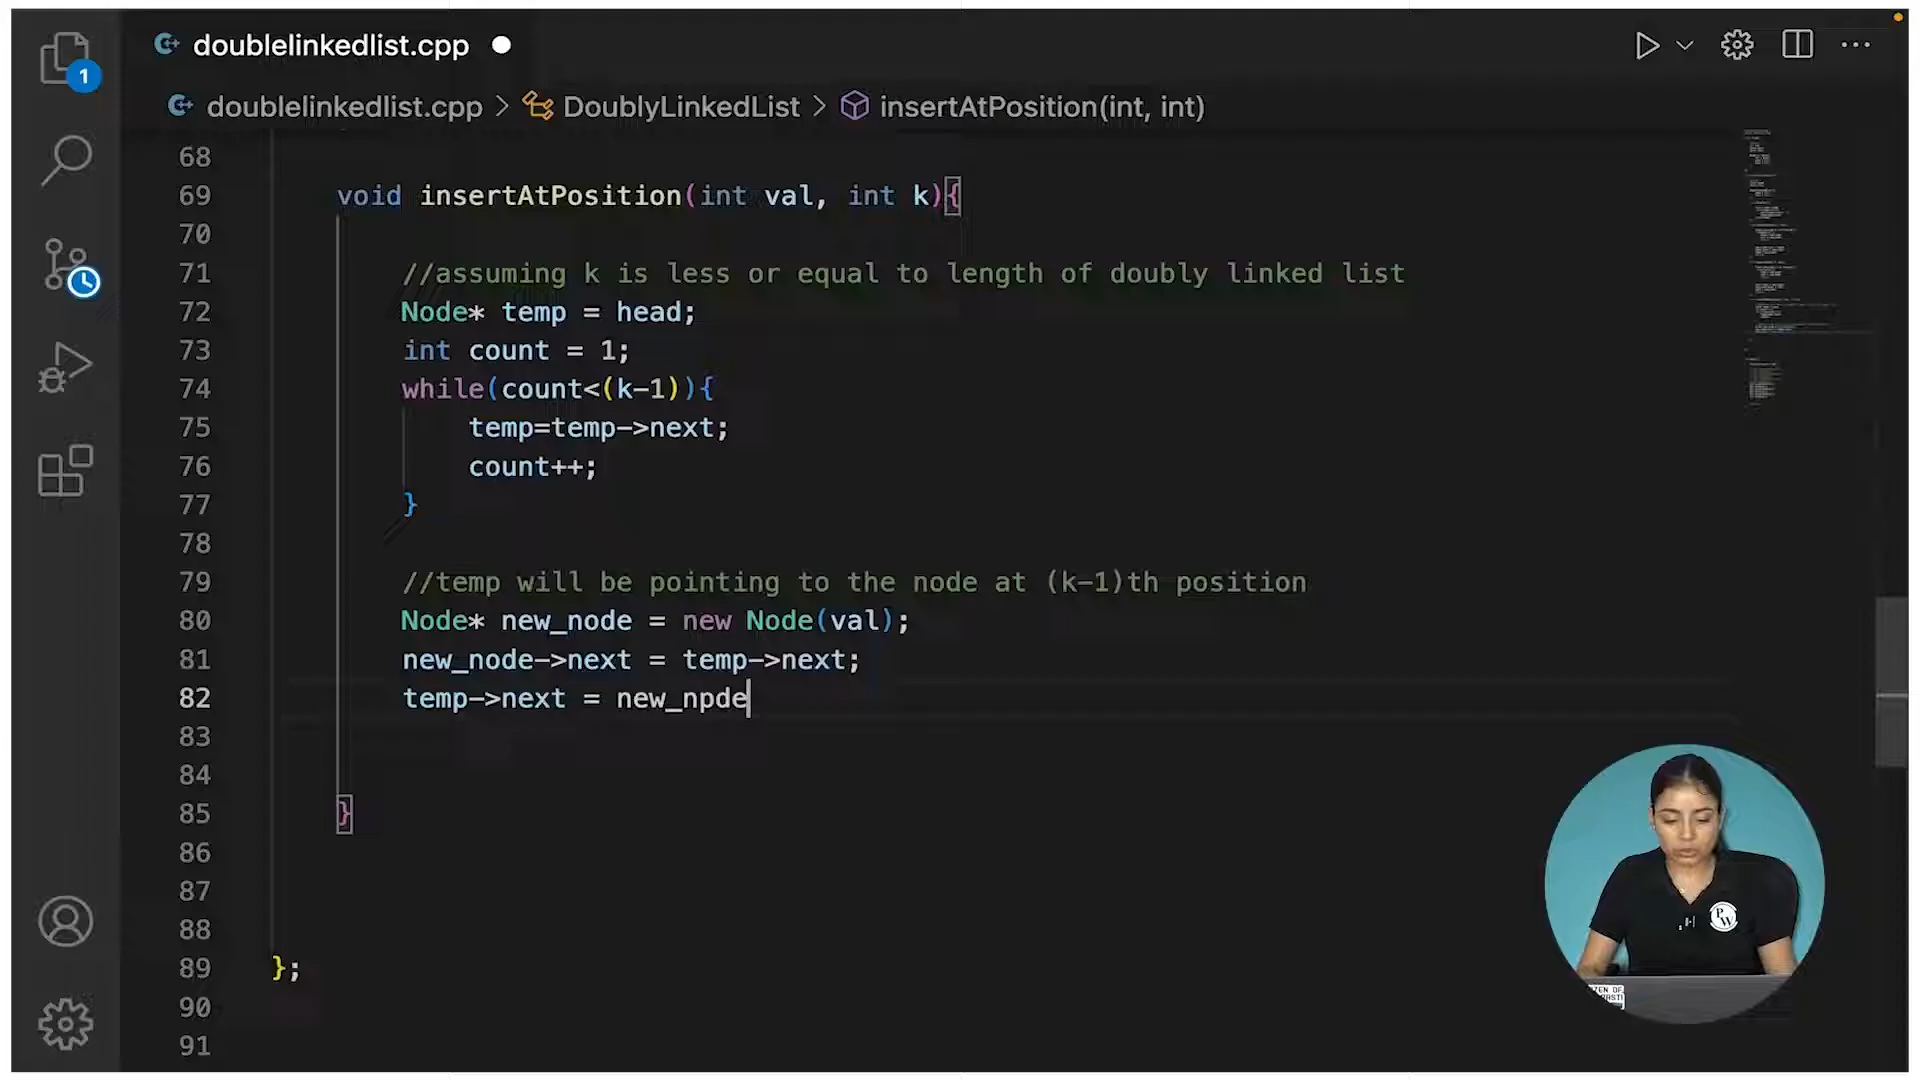 1
doublelinkedlist.cpp
doublelinkedlist.cpp > DoublyLinkedList > insertAtPosition(int, int)
68
69 void insertAtPosition(int val, int k){
70
71 //assuming k is less or equal to length of doubly linked list
72 Node* temp = head;
73 int count = 1;
74 while(count<(k-1)){
75 temp=temp->next;
76 count++;
77 }
78
79 //temp will be pointing to the node at (k-1)th position
80 Node* new_node = new Node(val);
81 new_node->next = temp->next;
82 temp->next = new_npde
83
84
85 }
86
87
88
89 };
90
91
PW